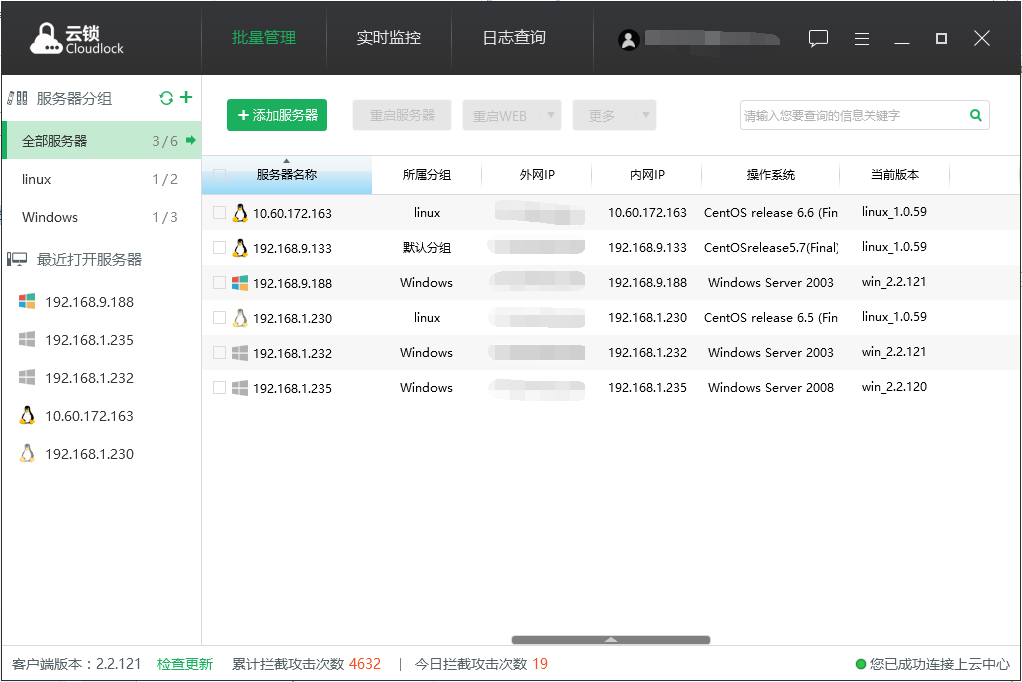 云锁
Cloudlock
批量管理
实时监控
日志查询
服务器分组
全部服务器 3/6
linux 1/2
Windows 1/3
最近打开服务器
192.168.9.188
192.168.1.235
192.168.1.232
10.60.172.163
192.168.1.230
+ 添加服务器
重启服务器
重启WEB
更多
请输入您要查询的信息关键字
服务器名称 所属分组 外网IP 内网IP 操作系统 当前版本
10.60.172.163 linux 10.60.172.163 CentOS release 6.6 (Fin linux_1.0.59
192.168.9.133 默认分组 192.168.9.133 CentOSrelease5.7(Final) linux_1.0.59
192.168.9.188 Windows 192.168.9.188 Windows Server 2003 win_2.2.121
192.168.1.230 linux 192.168.1.230 CentOS release 6.5 (Fin linux_1.0.59
192.168.1.232 Windows 192.168.1.232 Windows Server 2003 win_2.2.121
192.168.1.235 Windows 192.168.1.235 Windows Server 2008 win_2.2.120
客户端版本：2.2.121 检查更新 累计拦截攻击次数 4632 | 今日拦截攻击次数 19 您已成功连接上云中心